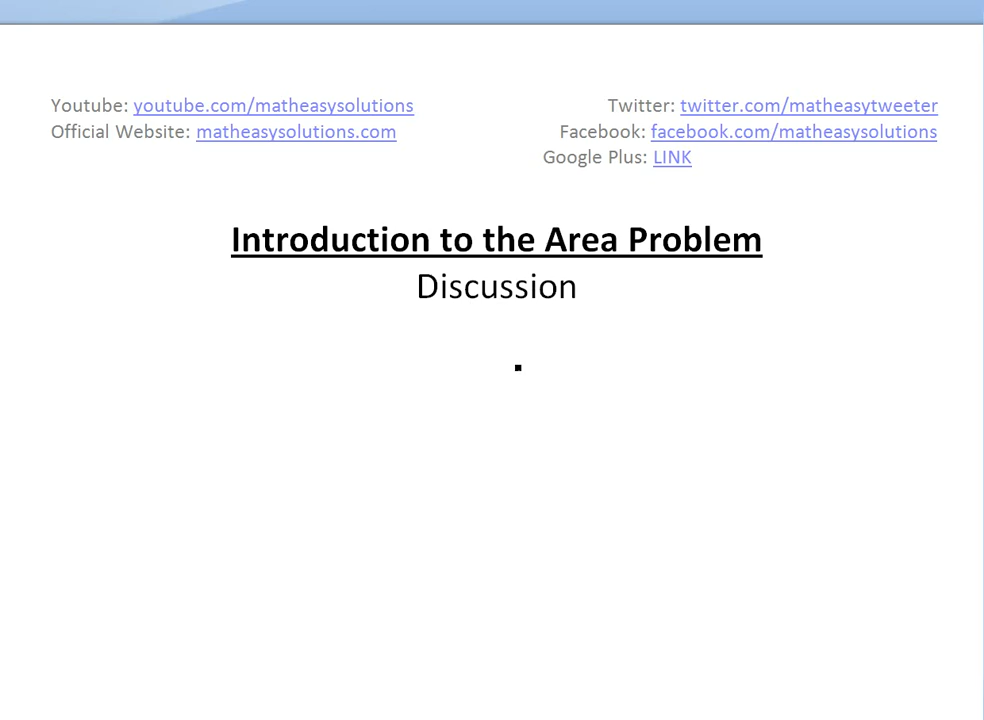 Youtube: youtube.com/matheasysolutions
Official Website: matheasysolutions.com
Twitter: twitter.com/matheasytweeter
Facebook: facebook.com/matheasysolutions
Google Plus: LINK
Introduction to the Area Problem
Discussion